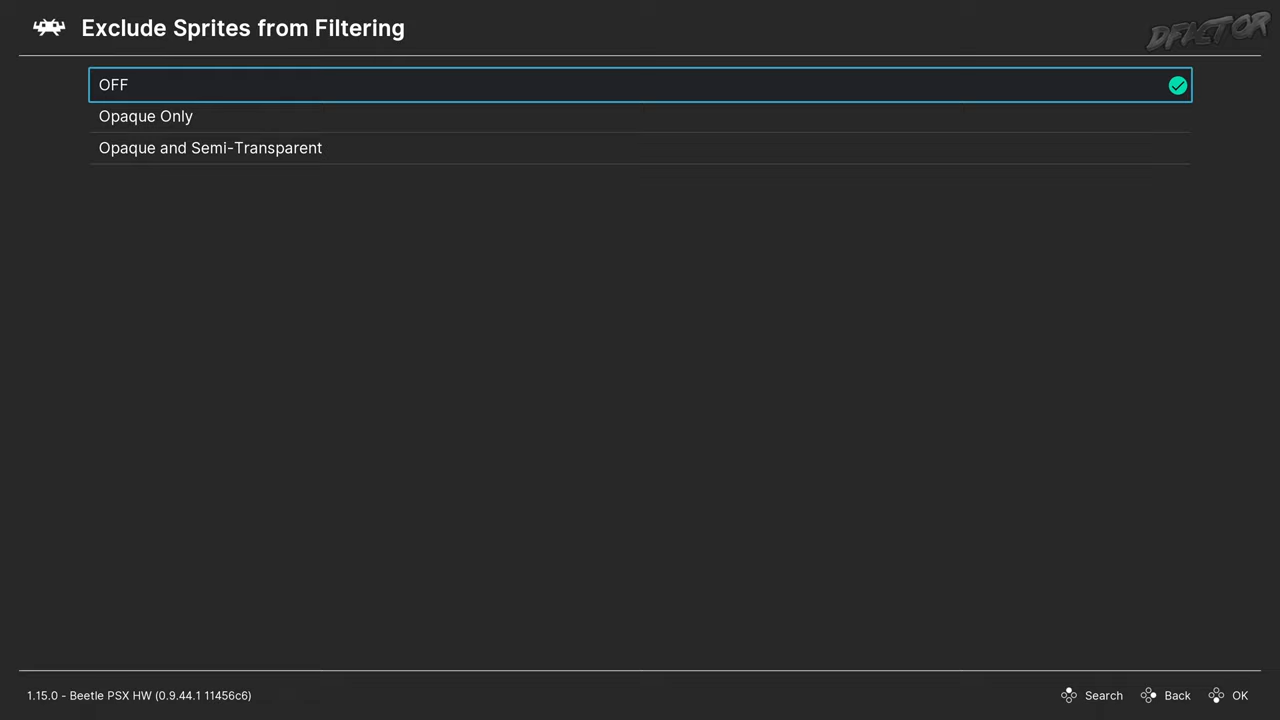 Exclude Sprites from Filtering
DFACTOR
OFF
Opaque Only
Opaque and Semi-Transparent
1.15.0 - Beetle PSX HW (0.9.44.1 11456c6)
Search
Back
OK